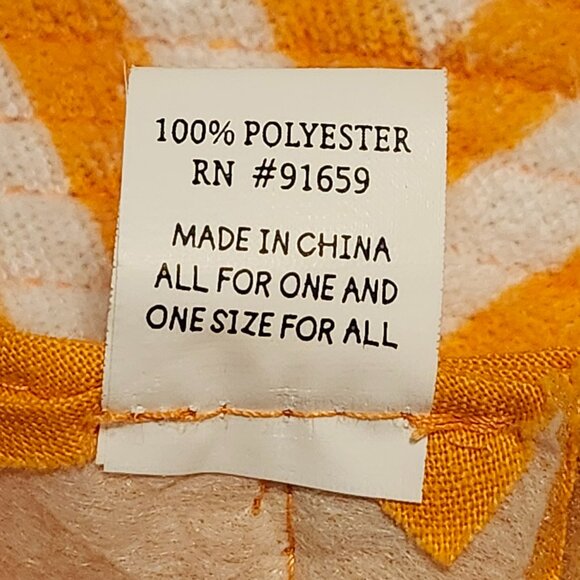 100% POLYESTER
RN #91659
MADE IN CHINA
ALL FOR ONE AND
ONE SIZE FOR ALL